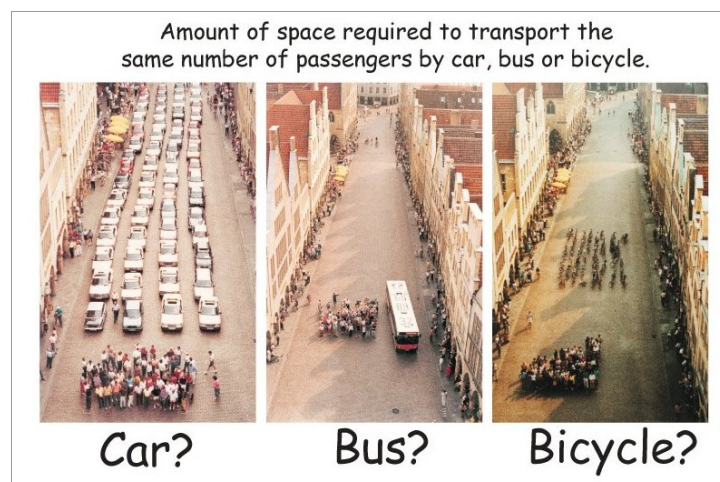 Amount of space required to transport the
same number of passengers by car, bus or bicycle.
Car?
Bus?
Bicycle?